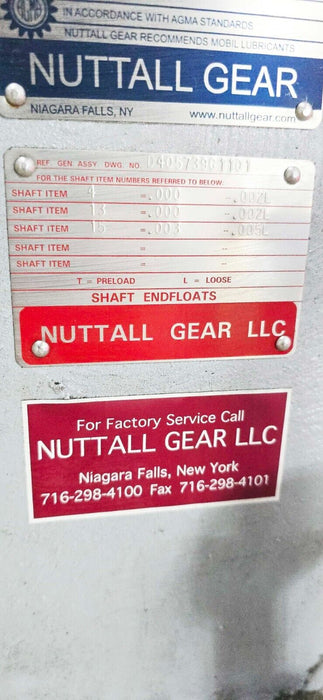 AGMA
IN ACCORDANCE WITH AGMA STANDARDS
NUTTALL GEAR RECOMMENDS MOBIL LUBRICANTS
NUTTALL GEAR
NIAGARA FALLS, NY www.nuttallgear.com
REF. GEN. ASSY DWG. NO.
FOR THE SHAFT ITEM NUMBERS REFERRED TO BELOW
SHAFT ITEM 4 =.000 -.002L
SHAFT ITEM 13 =.000 -.002L
SHAFT ITEM 15 =.003 -.005L
SHAFT ITEM = -
SHAFT ITEM = -
T = PRELOAD L = LOOSE
SHAFT ENDFLOATS
NUTTALL GEAR LLC
For Factory Service Call
NUTTALL GEAR LLC
Niagara Falls, New York
716-298-4100 Fax 716-298-4101